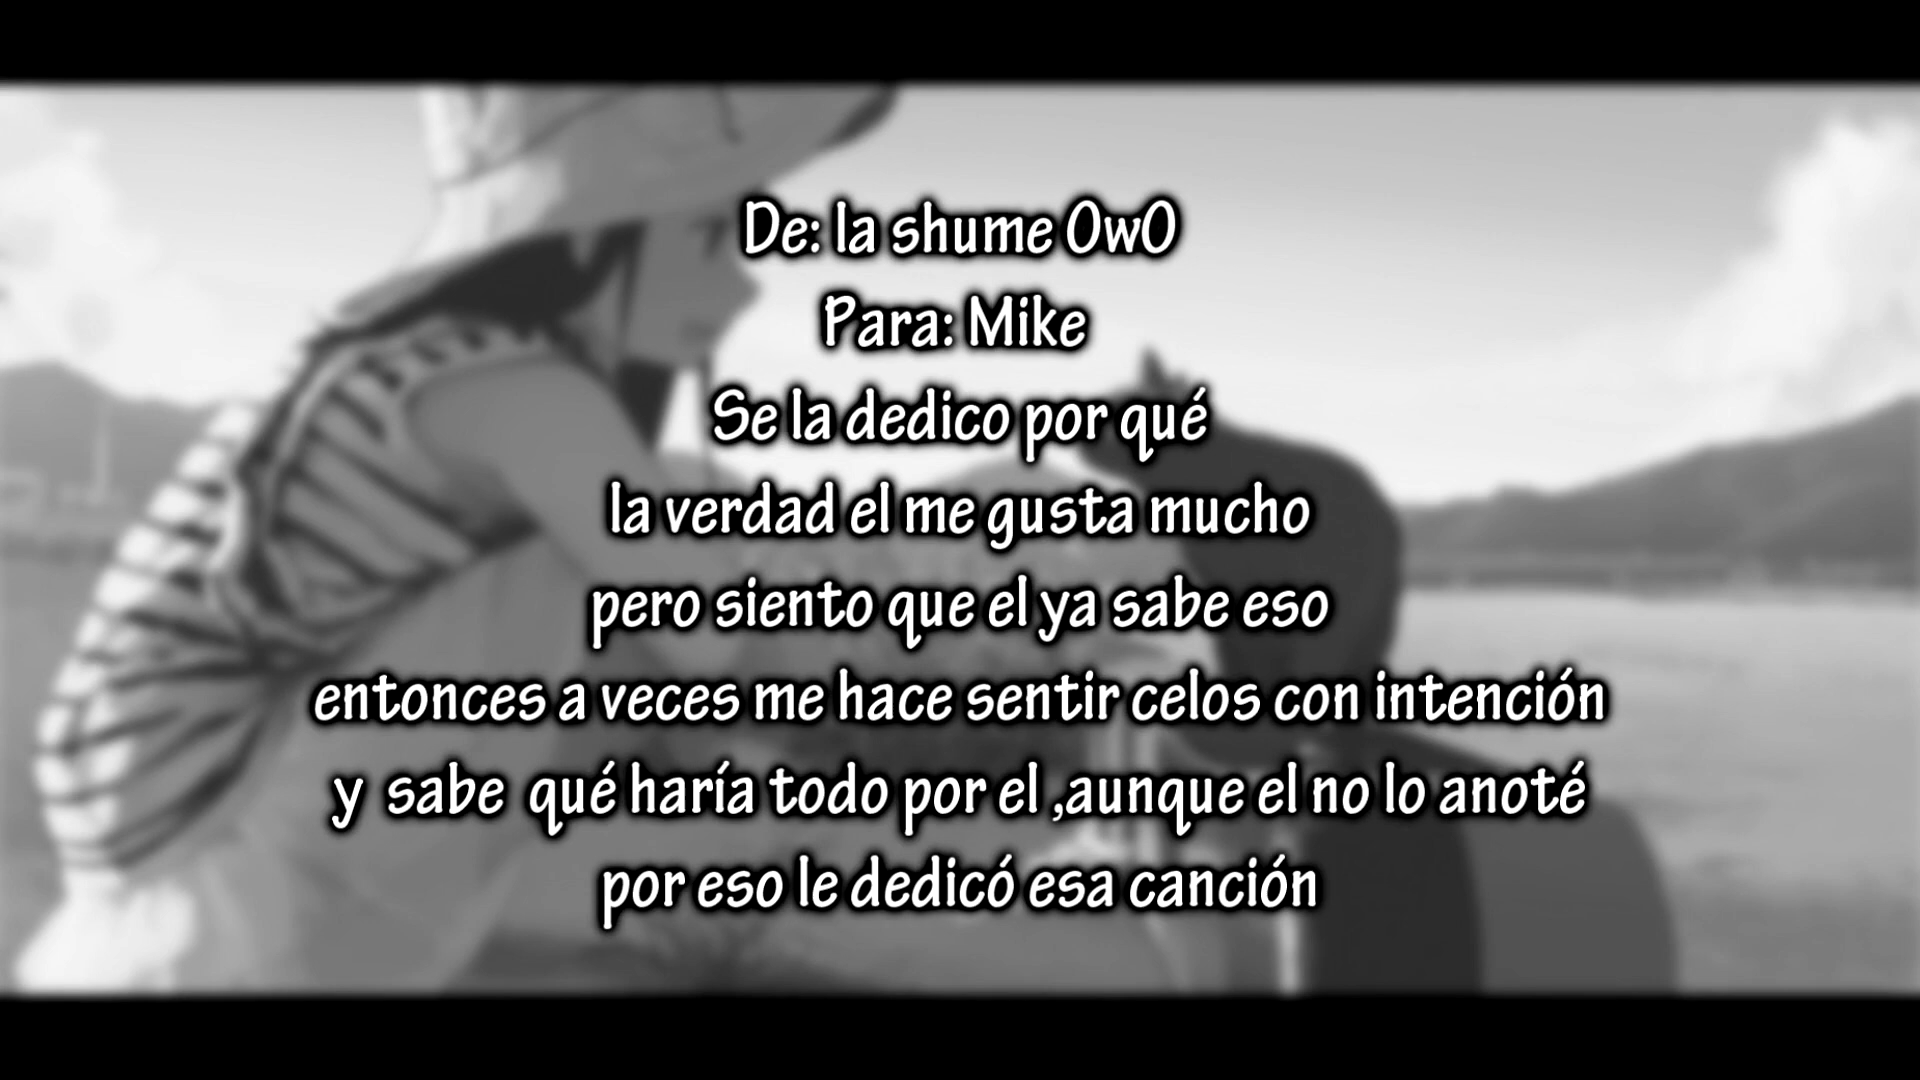 De: la shume OwO
Para: Mike
Se la dedico por qué
la verdad el me gusta mucho
pero siento que el ya sabe eso
entonces a veces me hace sentir celos con intención
y sabe qué haría todo por el ,aunque el no lo anoté
por eso le dedicó esa canción